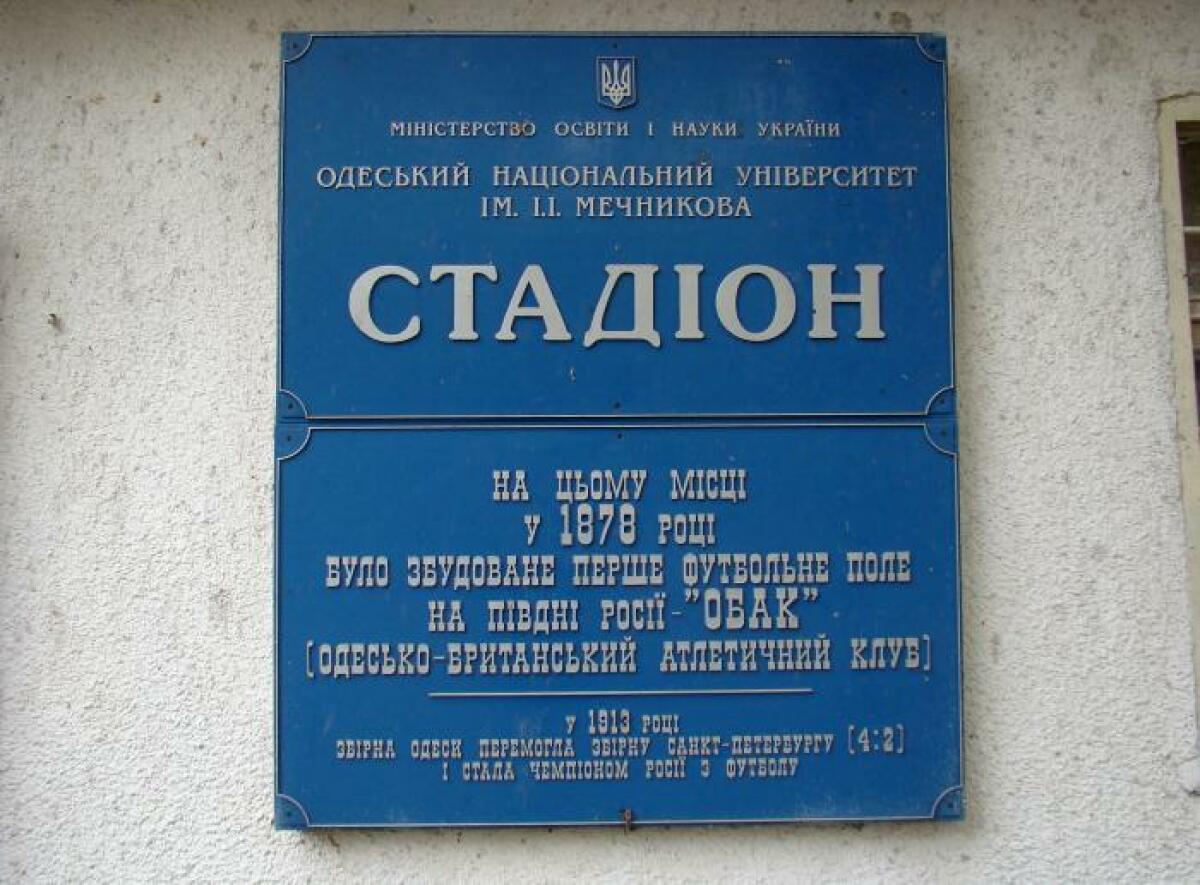 МІНІСТЕРСТВО ОСВІТИ І НАУКИ УКРАЇНИ
ОДЕСЬКИЙ НАЦІОНАЛЬНИЙ УНІВЕРСИТЕТ
ІМ. І.І. МЕЧНИКОВА
СТАДІОН
НА ЦЬОМУ МІСЦІ
У 1878 РОЦІ
БУЛО ЗБУДОВАНЕ ПЕРШЕ ФУТБОЛЬНЕ ПОЛЕ
НА ПІВДНІ РОСІЇ-"ОБАК"
[ОДЕСЬКО-БРИТАНСЬКИЙ АТЛЕТИЧНИЙ КЛУБ]
У 1913 РОЦІ
ЗБІРНА ОДЕСИ ПЕРЕМОГЛА ЗБІРНУ САНКТ-ПЕТЕРБУРГУ [4:2]
І СТАЛА ЧЕМПІОНОМ РОСІЇ З ФУТБОЛУ